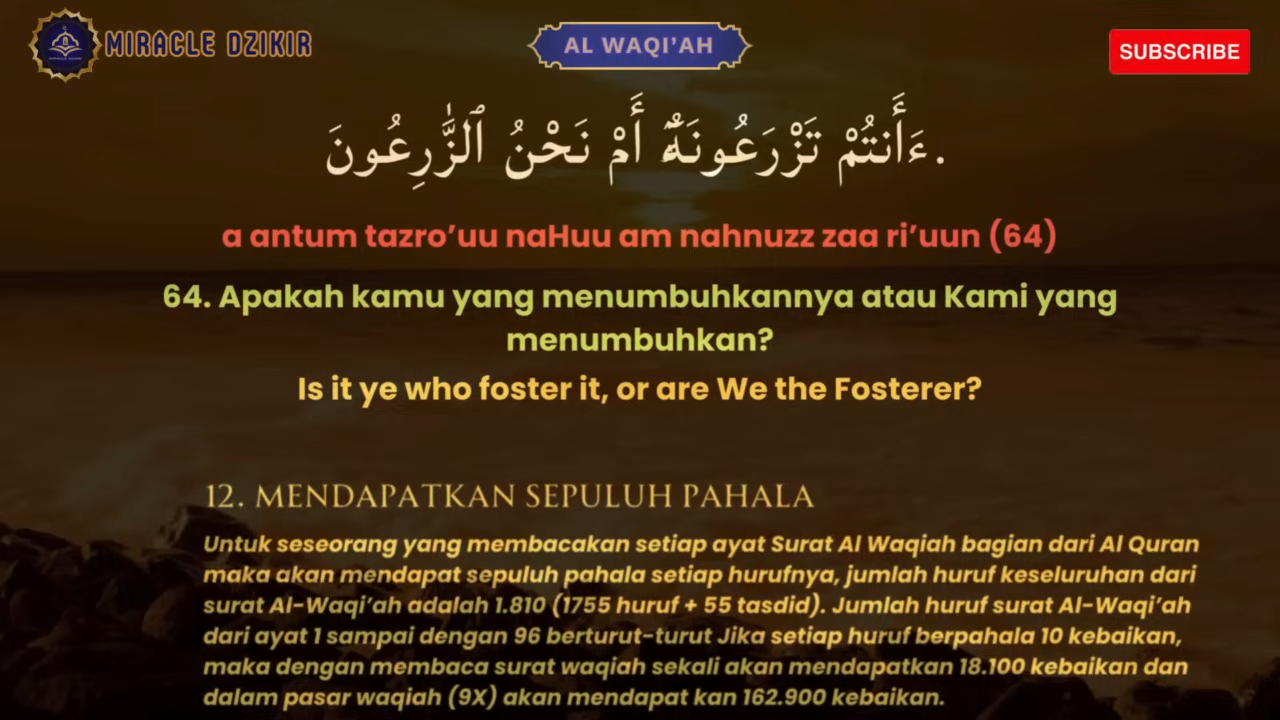 MIRACLE DZIKIR
AL WAQI’AH
SUBSCRIBE
ءَأَنتُمْ تَزْرَعُونَهُۥٓ أَمْ نَحْنُ ٱلزَّٰرِعُونَ.
a antum tazro’uu naHuu am nahnuzz zaa ri’uun (64)
64. Apakah kamu yang menumbuhkannya atau Kami yang
menumbuhkan?
Is it ye who foster it, or are We the Fosterer?
12. MENDAPATKAN SEPULUH PAHALA
Untuk seseorang yang membacakan setiap ayat Surat Al Waqiah bagian dari Al Quran
maka akan mendapat sepuluh pahala setiap hurufnya, jumlah huruf keseluruhan dari
surat Al-Waqi’ah adalah 1.810 (1755 huruf + 55 tasdid). Jumlah huruf surat Al-Waqi’ah
dari ayat 1 sampai dengan 96 berturut-turut Jika setiap huruf berpahala 10 kebaikan,
maka dengan membaca surat waqiah sekali akan mendapatkan 18.100 kebaikan dan
dalam pasar waqiah (9X) akan mendapat kan 162.900 kebaikan.